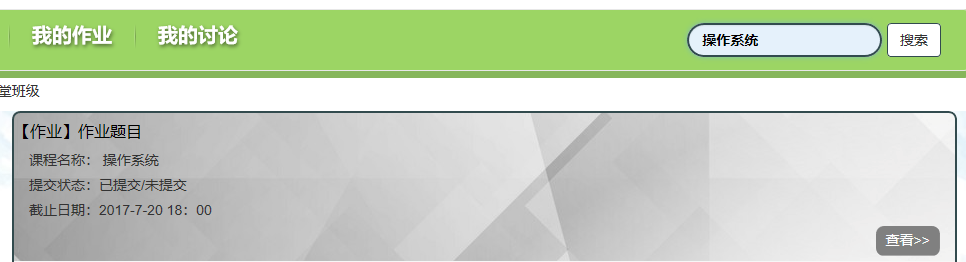 我的作业 我的讨论 操作系统 搜索
堂班级
【作业】作业题目
课程名称： 操作系统
提交状态：已提交/未提交
截止日期：2017-7-20 18：00
查看>>